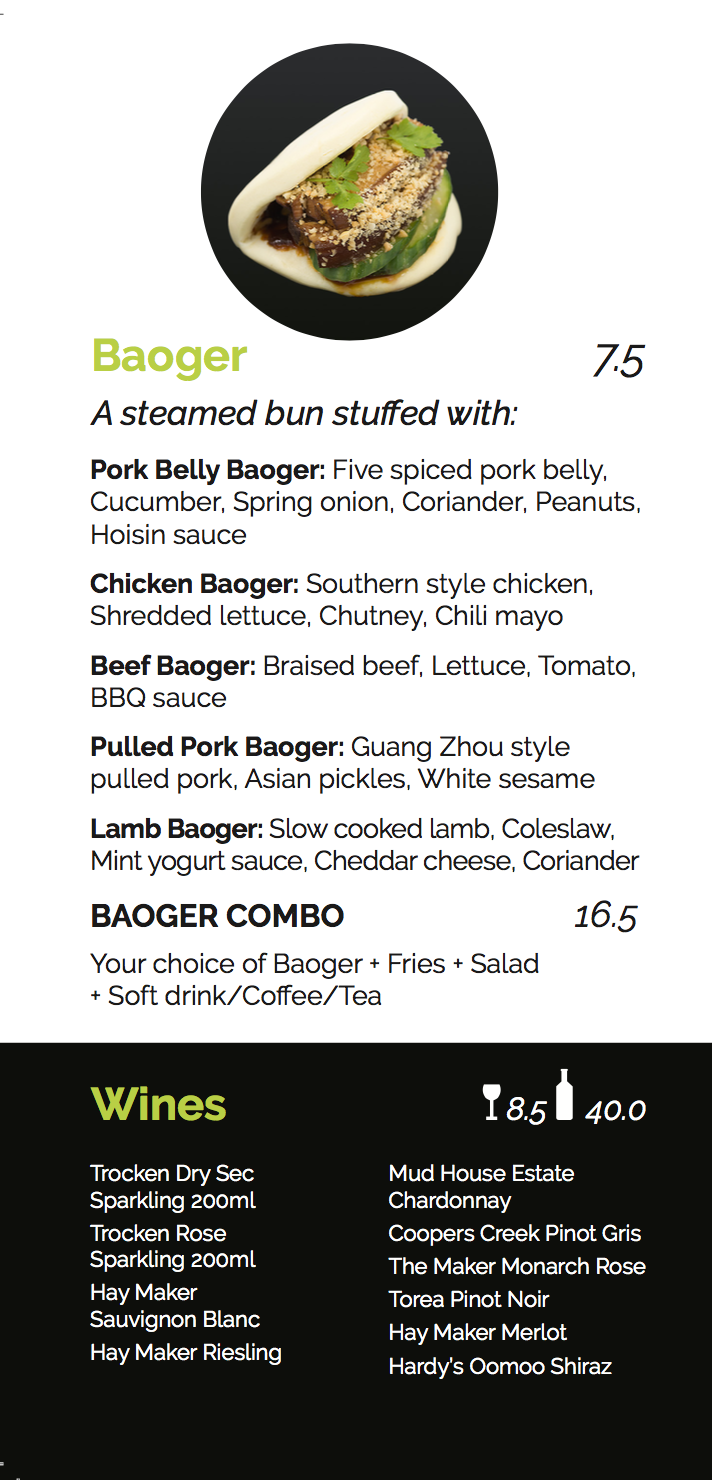 Baoger 7.5
A steamed bun stuffed with:
Pork Belly Baoger: Five spiced pork belly,
Cucumber, Spring onion, Coriander, Peanuts,
Hoisin sauce
Chicken Baoger: Southern style chicken,
Shredded lettuce, Chutney, Chili mayo
Beef Baoger: Braised beef, Lettuce, Tomato,
BBQ sauce
Pulled Pork Baoger: Guang Zhou style
pulled pork, Asian pickles, White sesame
Lamb Baoger: Slow cooked lamb, Coleslaw,
Mint yogurt sauce, Cheddar cheese, Coriander
BAOGER COMBO 16.5
Your choice of Baoger + Fries + Salad
+ Soft drink/Coffee/Tea
Wines 8.5 40.0
Trocken Dry Sec
Sparkling 200ml
Trocken Rose
Sparkling 200ml
Hay Maker
Sauvignon Blanc
Hay Maker Riesling
Mud House Estate
Chardonnay
Coopers Creek Pinot Gris
The Maker Monarch Rose
Torea Pinot Noir
Hay Maker Merlot
Hardy's Oomoo Shiraz